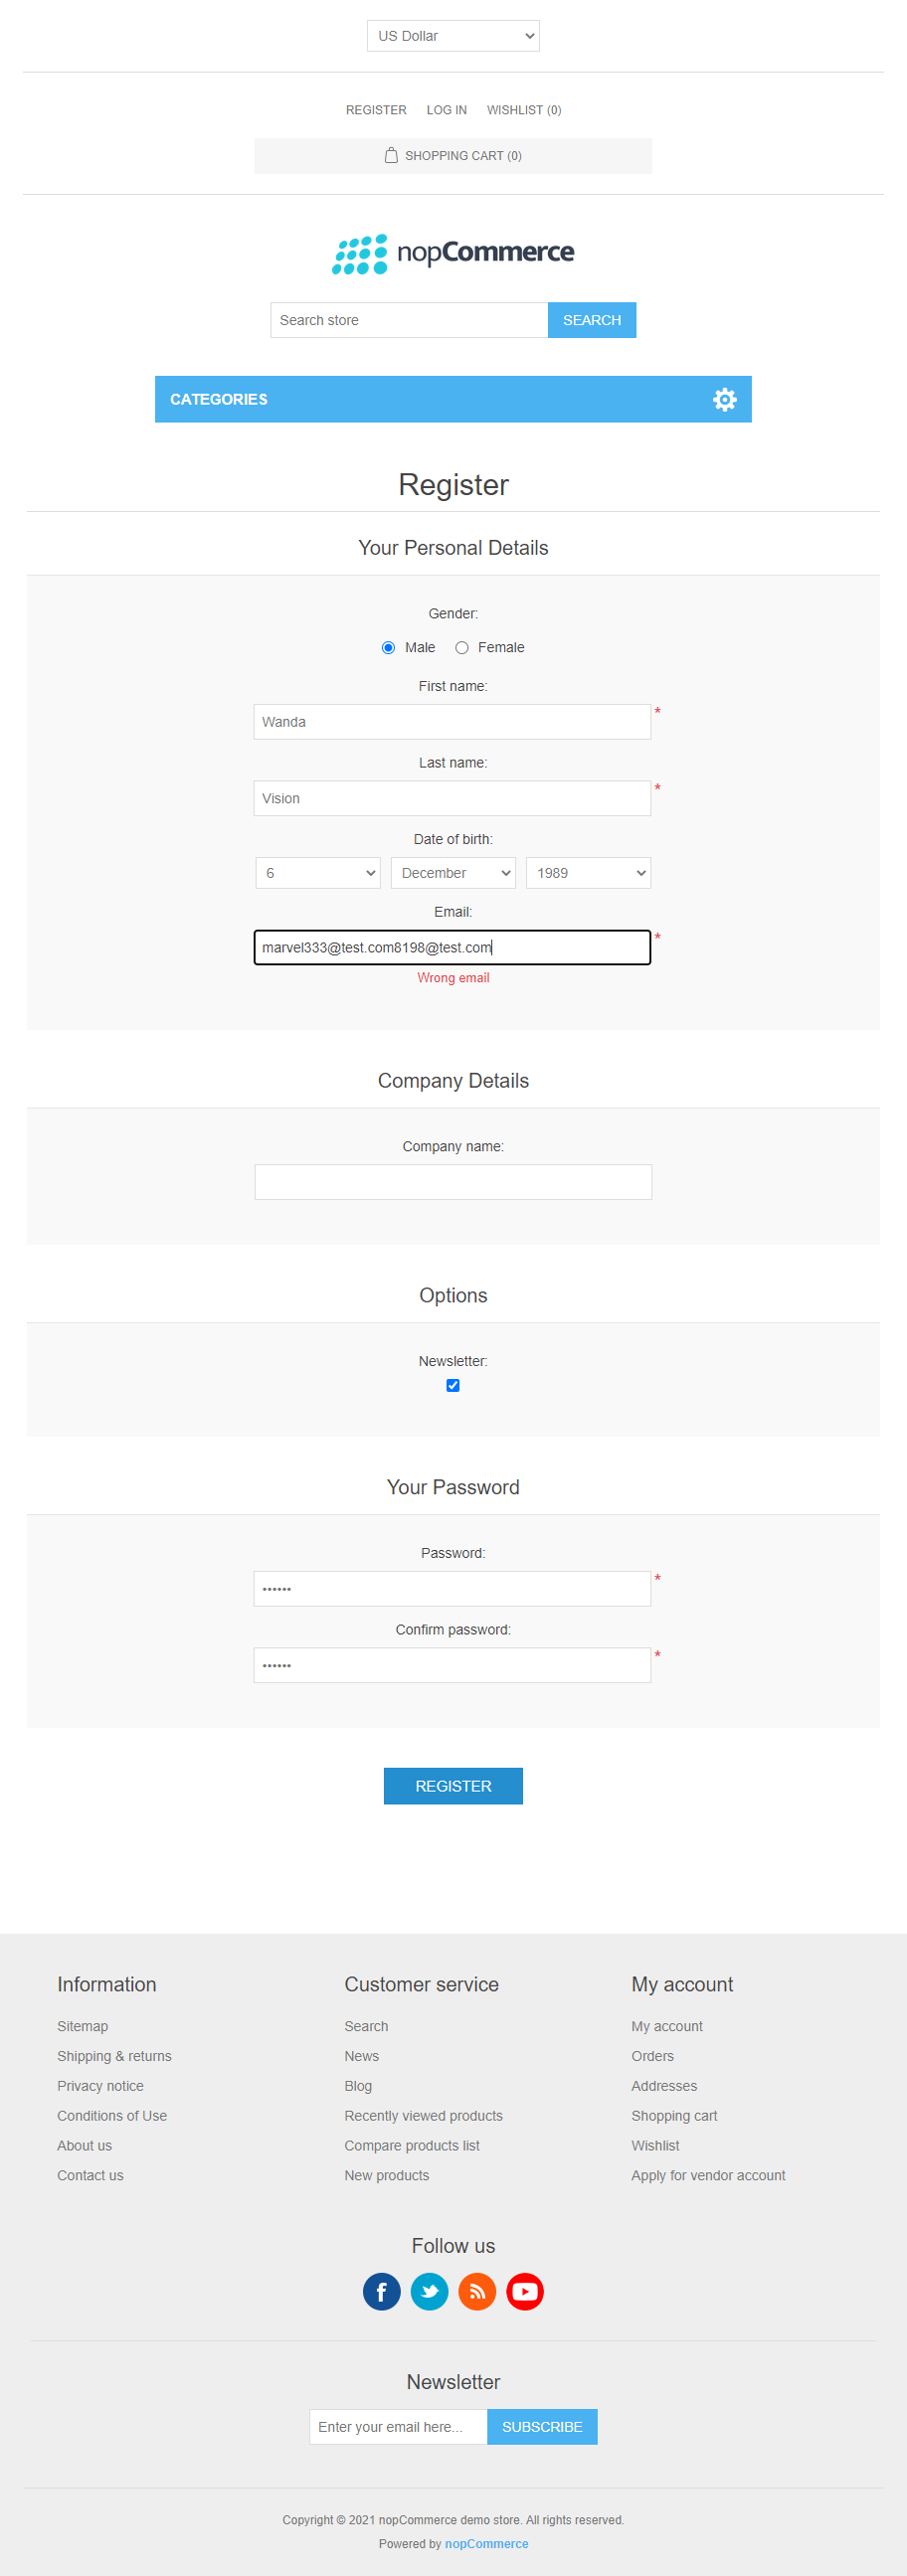 US Dollar
REGISTER LOG IN WISHLIST (0)
SHOPPING CART (0)
nopCommerce
Search store SEARCH
CATEGORIES
Register
Your Personal Details
Gender:
Male Female
First name:
Wanda *
Last name:
Vision *
Date of birth:
6 December 1989
Email:
marvel333@test.com8198@test.com *
Wrong email
Company Details
Company name:
Options
Newsletter:
Your Password
Password:
•••••• *
Confirm password:
•••••• *
REGISTER
Information Customer service My account
Sitemap Search My account
Shipping & returns News Orders
Privacy notice Blog Addresses
Conditions of Use Recently viewed products Shopping cart
About us Compare products list Wishlist
Contact us New products Apply for vendor account
Follow us
Newsletter
Enter your email here... SUBSCRIBE
Copyright © 2021 nopCommerce demo store. All rights reserved.
Powered by nopCommerce